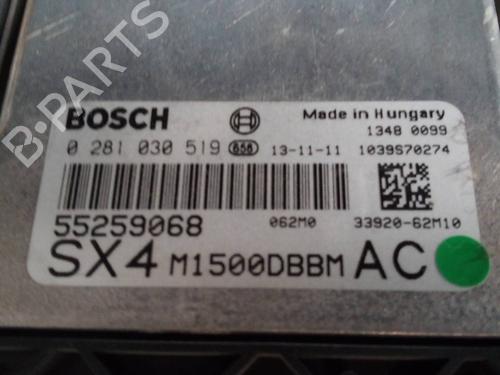 BOSCH Made in Hungary
1348 0099
0 281 030 519 658 13-11-11 1039S70274
55259068 062M0 33920-62M10
SX4 M1500DBBM AC
B-PARTS